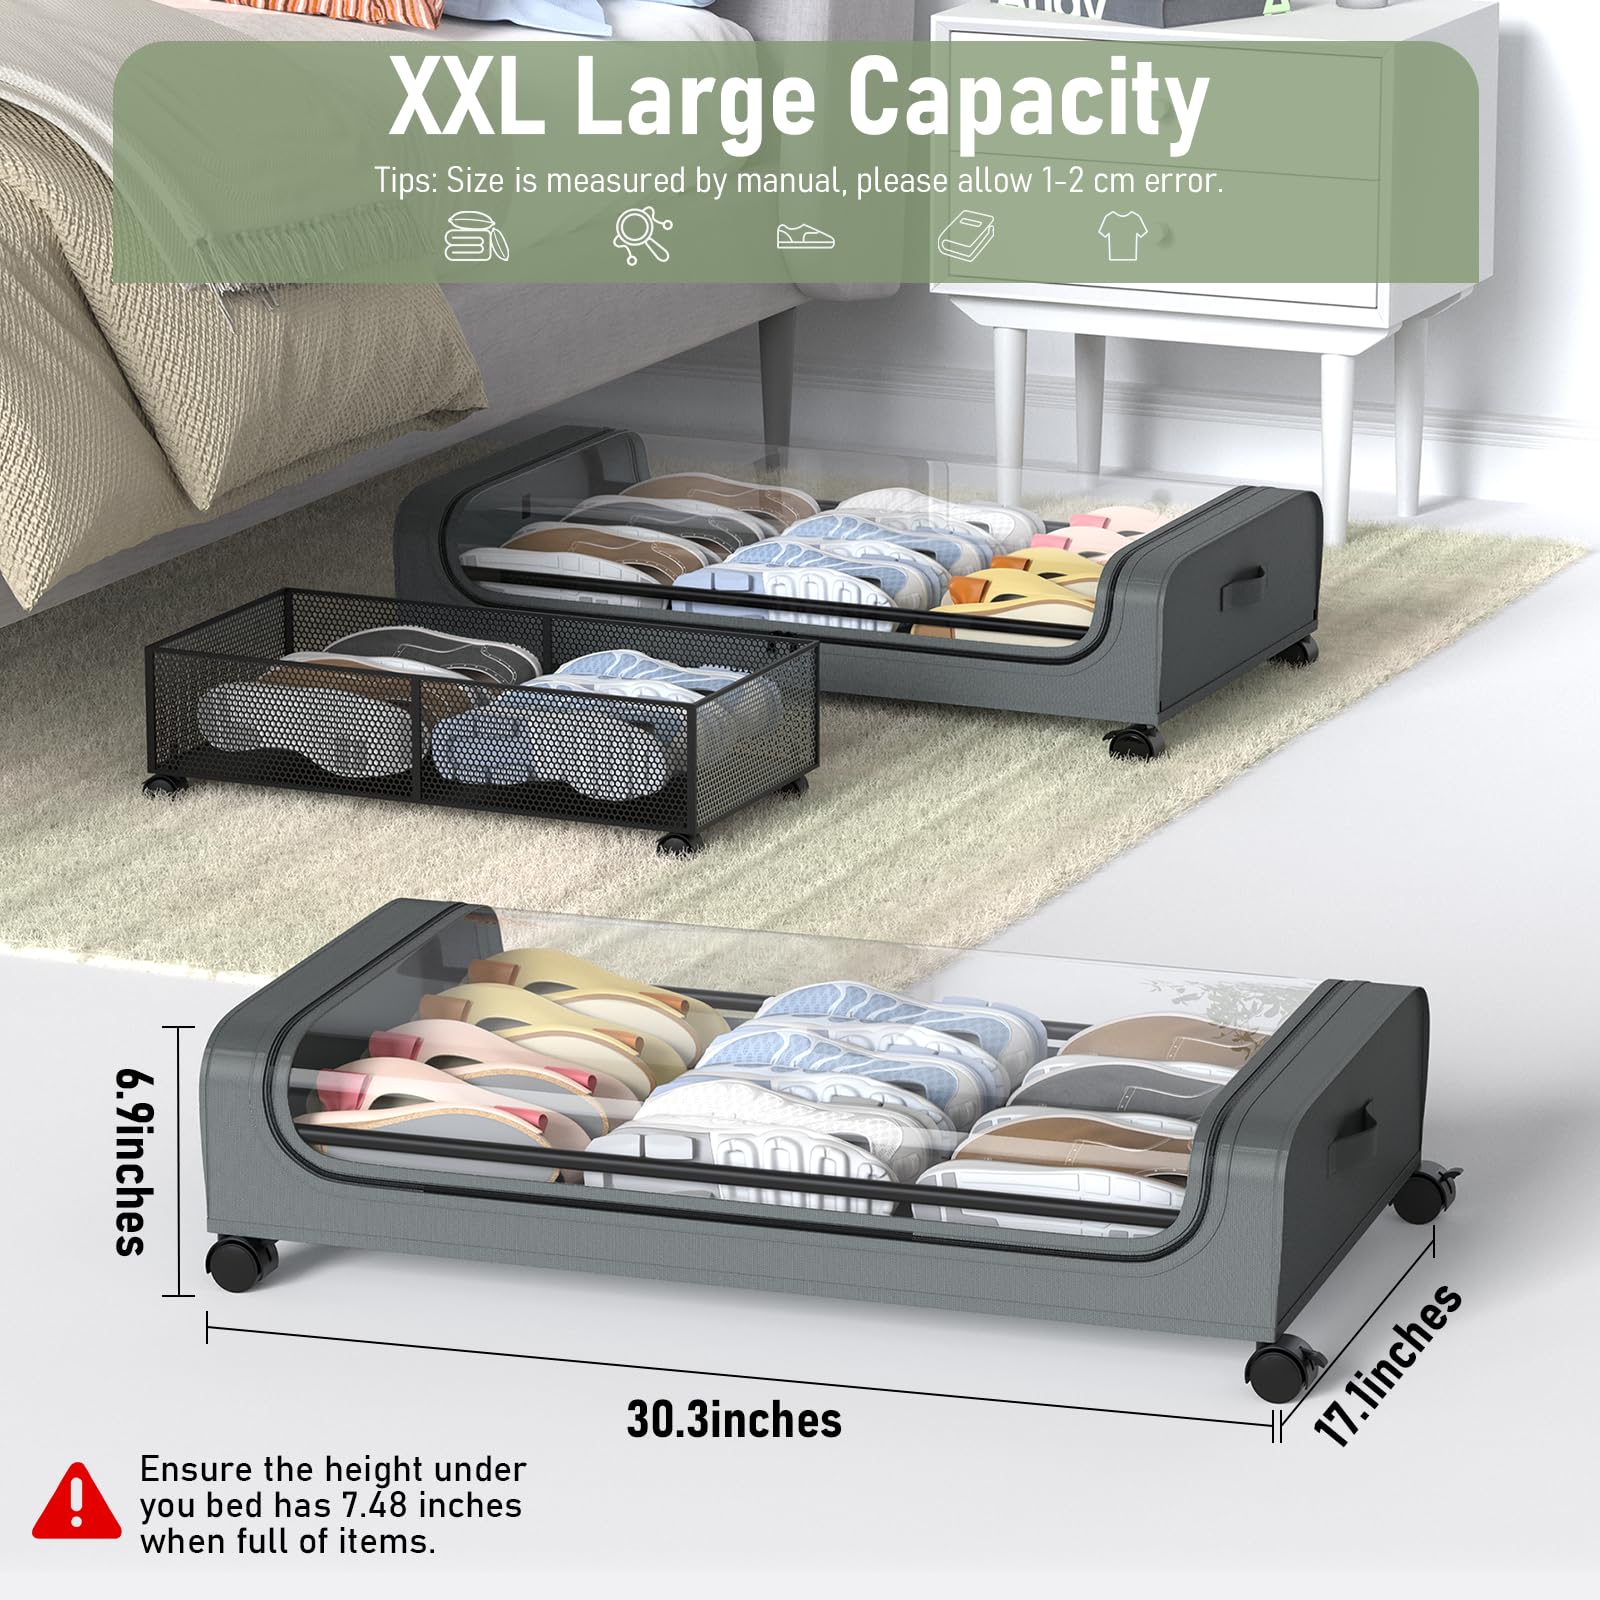 XXL Large Capacity
Tips: Size is measured by manual, please allow 1-2 cm error.
6.9inches
30.3inches
17.1inches
Ensure the height under
you bed has 7.48 inches
when full of items.